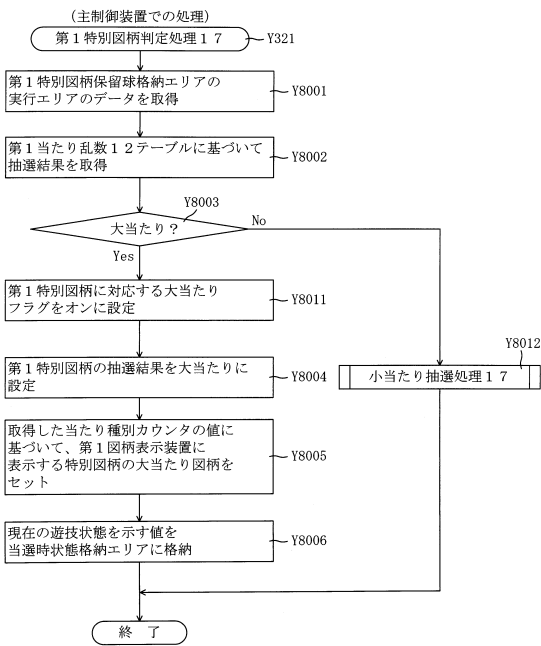 （主制御装置での処理）
第１特別図柄判定処理１７
Y321
第１特別図柄保留球格納エリアの
実行エリアのデータを取得
Y8001
第１当たり乱数１２テーブルに基づいて
抽選結果を取得
Y8002
Y8003
大当たり？
No
Yes
第１特別図柄に対応する大当たり
フラグをオンに設定
Y8011
Y8012
小当たり抽選処理１７
第１特別図柄の抽選結果を大当たりに
設定
Y8004
取得した当たり種別カウンタの値に
基づいて、第１図柄表示装置に
表示する特別図柄の大当たり図柄を
セット
Y8005
現在の遊技状態を示す値を
当選時状態格納エリアに格納
Y8006
終　了